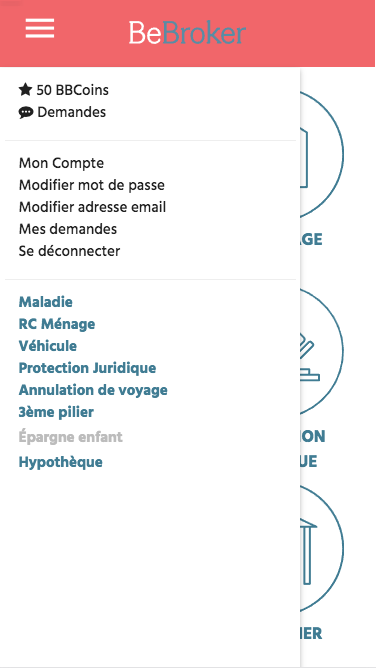 BeBroker
50 BBCoins
Demandes
Mon Compte
Modifier mot de passe
Modifier adresse email
Mes demandes
Se déconnecter
Maladie
RC Ménage
Véhicule
Protection Juridique
Annulation de voyage
3ème pilier
Épargne enfant
Hypothèque
AGE
ION
UE
IER